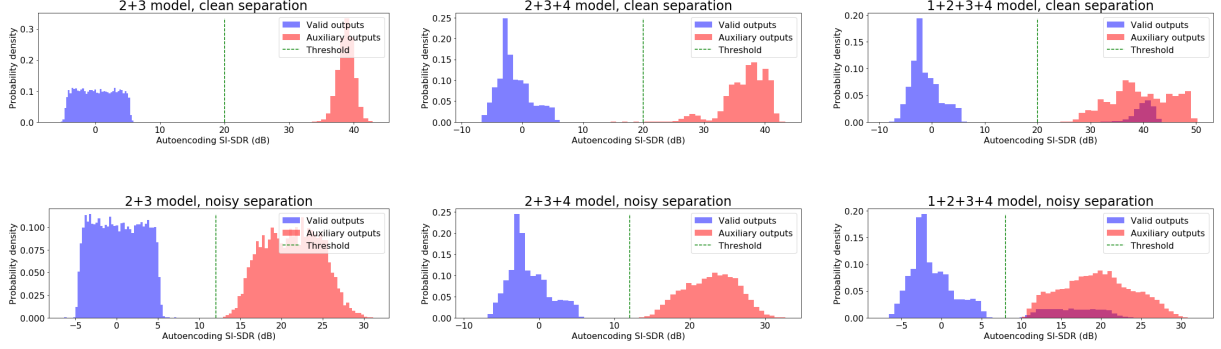 2+3 model, clean separation
Probability density
0.3
0.2
0.1
0.0
0
10
20
30
40
Autoencoding SI-SDR (dB)
Valid outputs
Auxiliary outputs
Threshold
2+3+4 model, clean separation
Probability density
0.25
0.20
0.15
0.10
0.05
0.00
−10
0
10
20
30
40
Autoencoding SI-SDR (dB)
Valid outputs
Auxiliary outputs
Threshold
1+2+3+4 model, clean separation
Probability density
0.20
0.15
0.10
0.05
0.00
−10
0
10
20
30
40
50
Autoencoding SI-SDR (dB)
Valid outputs
Auxiliary outputs
Threshold
2+3 model, noisy separation
Probability density
0.100
0.075
0.050
0.025
0.000
−5
0
5
10
15
20
25
30
Autoencoding SI-SDR (dB)
Valid outputs
Auxiliary outputs
Threshold
2+3+4 model, noisy separation
Probability density
0.25
0.20
0.15
0.10
0.05
0.00
−10
0
10
20
30
Autoencoding SI-SDR (dB)
Valid outputs
Auxiliary outputs
Threshold
1+2+3+4 model, noisy separation
Probability density
0.20
0.15
0.10
0.05
0.00
−5
0
5
10
15
20
25
30
Autoencoding SI-SDR (dB)
Valid outputs
Auxiliary outputs
Threshold